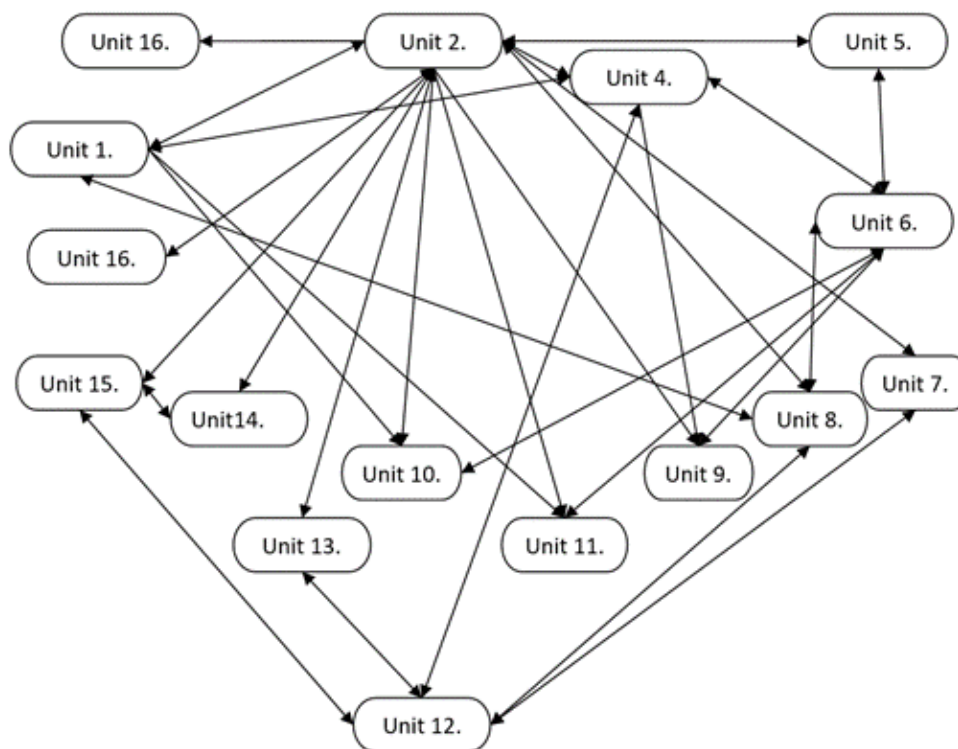 Unit 16.
Unit 2.
Unit 5.
Unit 4.
Unit 1.
Unit 6.
Unit 16.
Unit 15.
Unit14.
Unit 7.
Unit 8.
Unit 10.
Unit 9.
Unit 13.
Unit 11.
Unit 12.